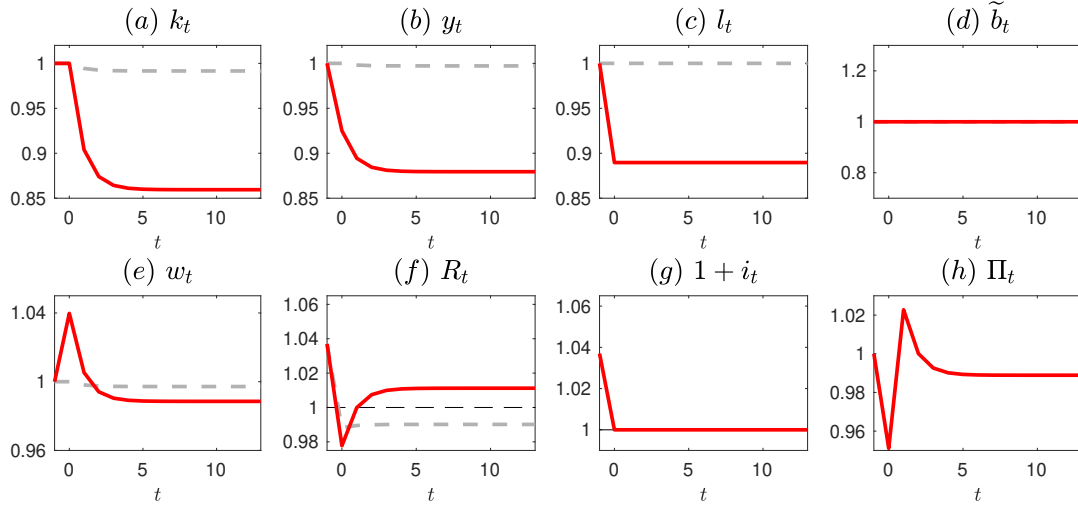 (a) k_t
(b) y_t
(c) l_t
(d) \widetilde{b}_t
1
0.95
0.9
0.85
0 5 10
t
1
0.95
0.9
0.85
0 5 10
t
1
0.95
0.9
0.85
0 5 10
t
1.2
1
0.8
0 5 10
t
(e) w_t
(f) R_t
(g) 1 + i_t
(h) Π_t
1.04
1
0.96
0 5 10
t
1.06
1.04
1.02
1
0.98
0 5 10
t
1.06
1.04
1.02
1
0 5 10
t
1.02
1
0.98
0.96
0 5 10
t